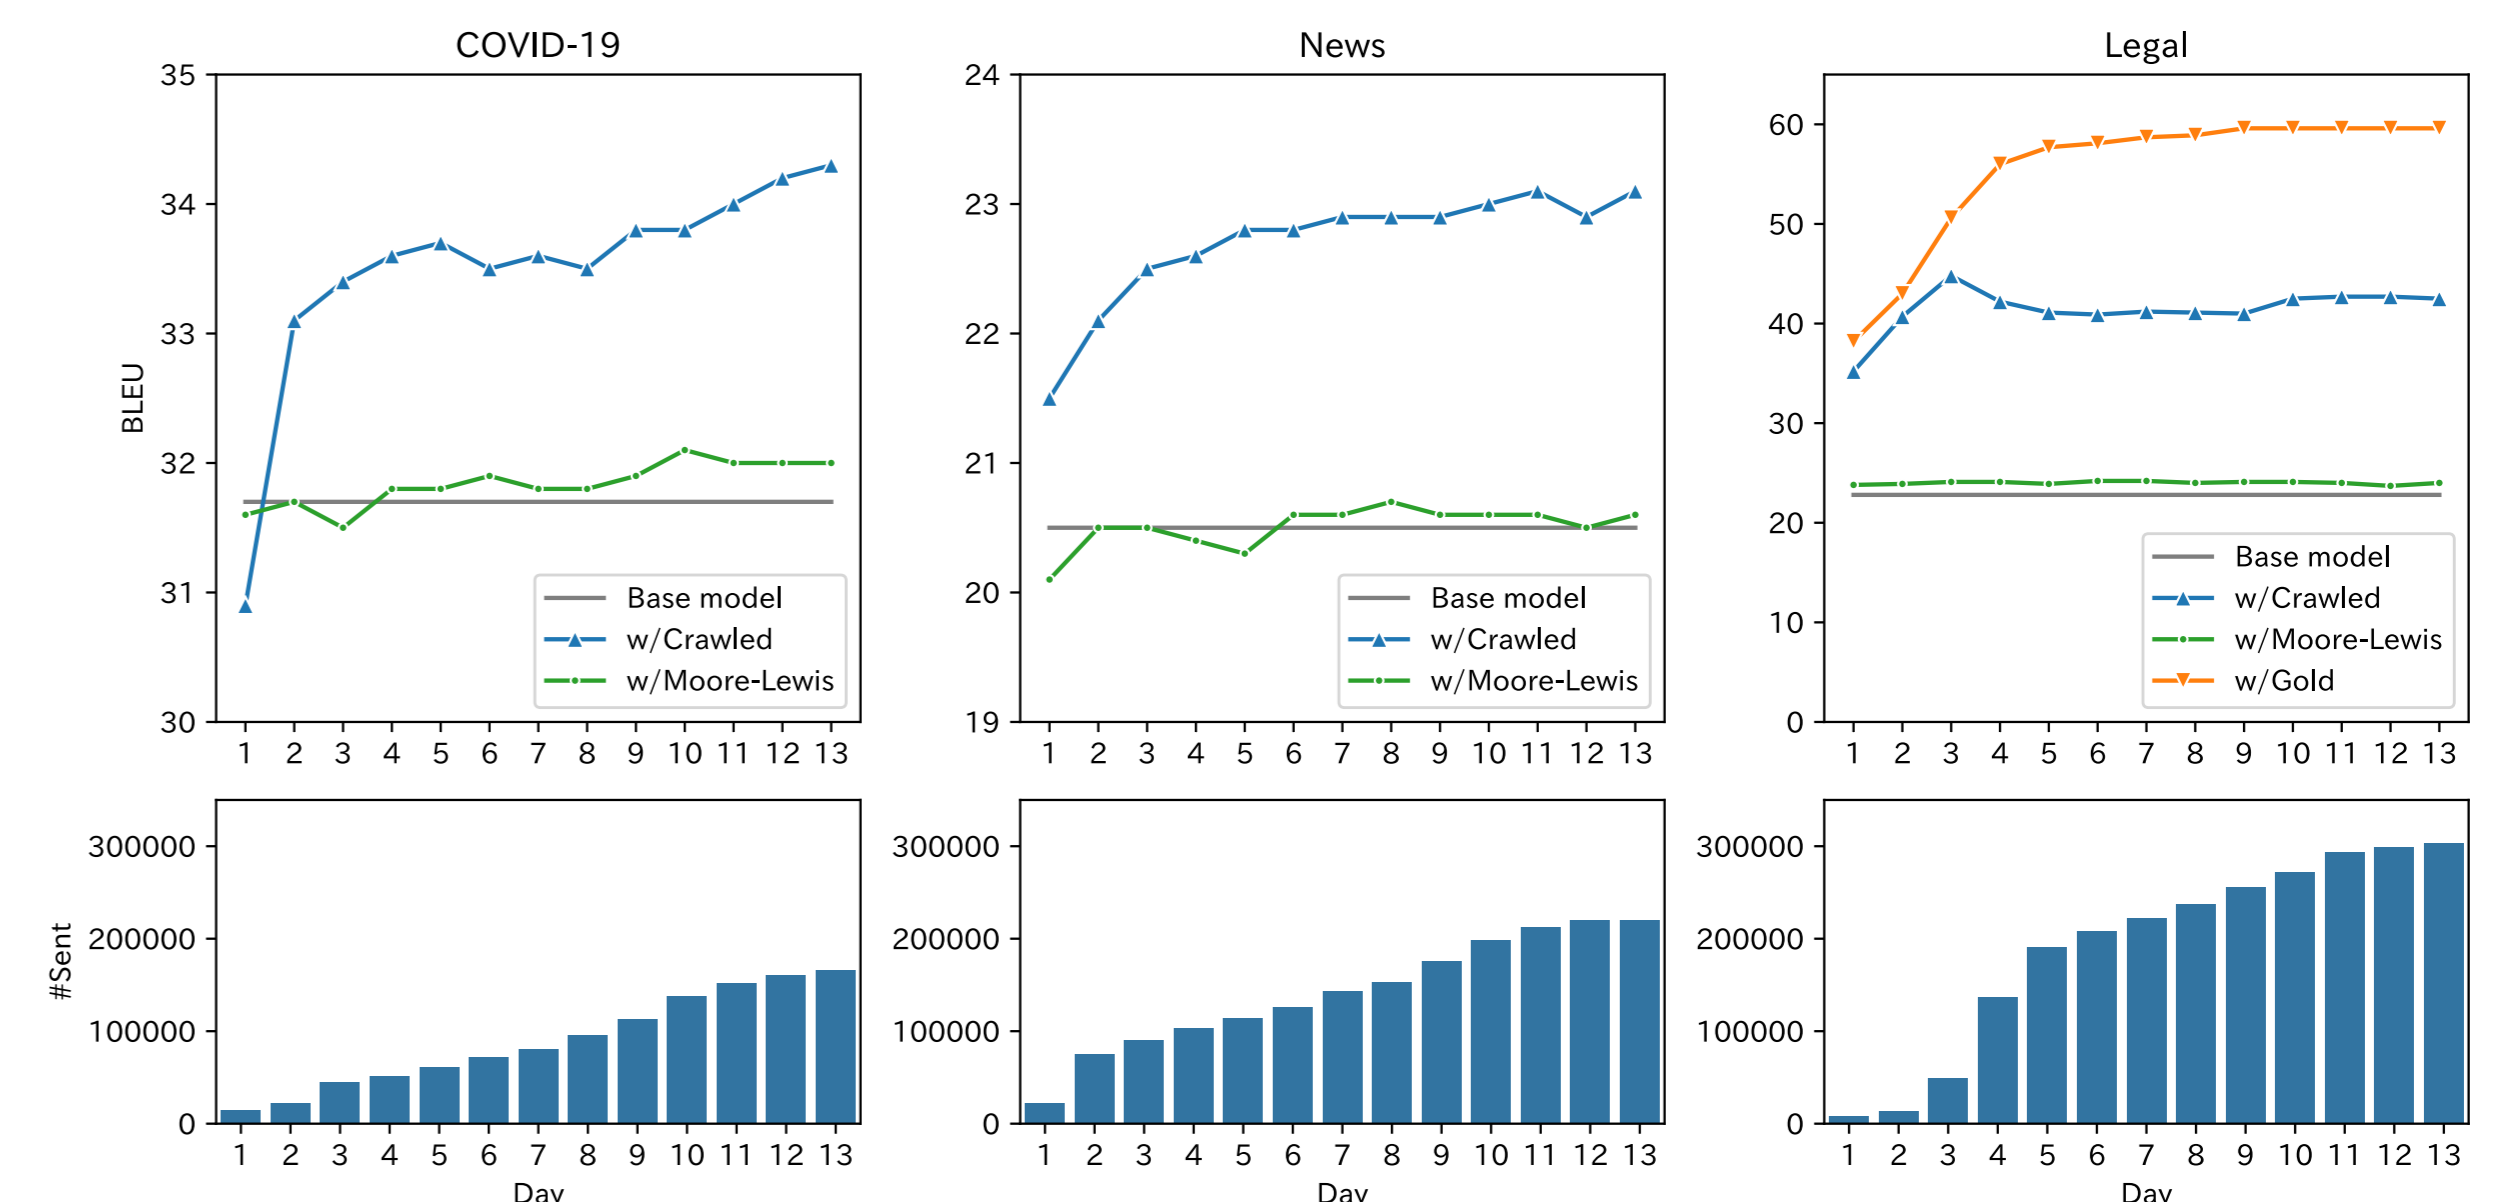 COVID-19
35
34
33
32
31
30
BLEU
Base model
w/Crawled
w/Moore-Lewis
1 2 3 4 5 6 7 8 9 10 11 12 13
News
24
23
22
21
20
19
Base model
w/Crawled
w/Moore-Lewis
1 2 3 4 5 6 7 8 9 10 11 12 13
Legal
60
50
40
30
20
10
0
Base model
w/Crawled
w/Moore-Lewis
w/Gold
1 2 3 4 5 6 7 8 9 10 11 12 13
300000
200000
100000
0
#Sent
1 2 3 4 5 6 7 8 9 10 11 12 13
Day
300000
200000
100000
0
1 2 3 4 5 6 7 8 9 10 11 12 13
Day
300000
200000
100000
0
1 2 3 4 5 6 7 8 9 10 11 12 13
Day